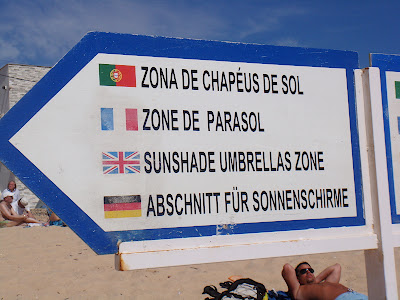 ZONA DE CHAPÉUS DE SOL
ZONE DE PARASOL
SUNSHADE UMBRELLAS ZONE
ABSCHNITT FÜR SONNENSCHIRME